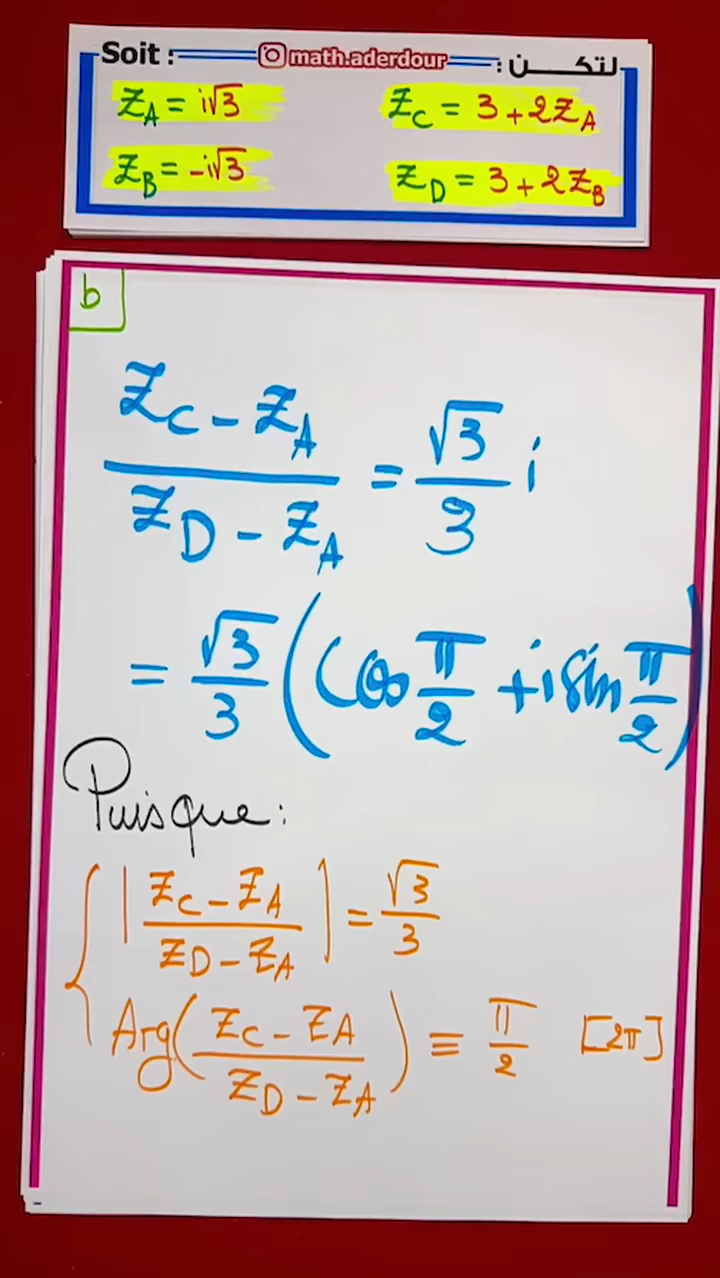 Soit : math.aderdour لتكن :
Z_A = i√3 Z_C = 3 + 2Z_A
Z_B = -i√3 Z_D = 3 + 2Z_B
b
(Z_C - Z_A)/(Z_D - Z_A) = √3/3 i
= √3/3 (cos π/2 + i sin π/2)
Puisque :
|(Z_C - Z_A)/(Z_D - Z_A)| = √3/3
Arg((Z_C - Z_A)/(Z_D - Z_A)) ≡ π/2 [2π]